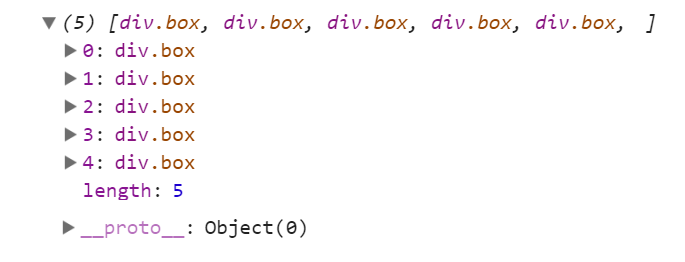 (5) [div.box, div.box, div.box, div.box, div.box, ]
0: div.box
1: div.box
2: div.box
3: div.box
4: div.box
length: 5
__proto__: Object(0)